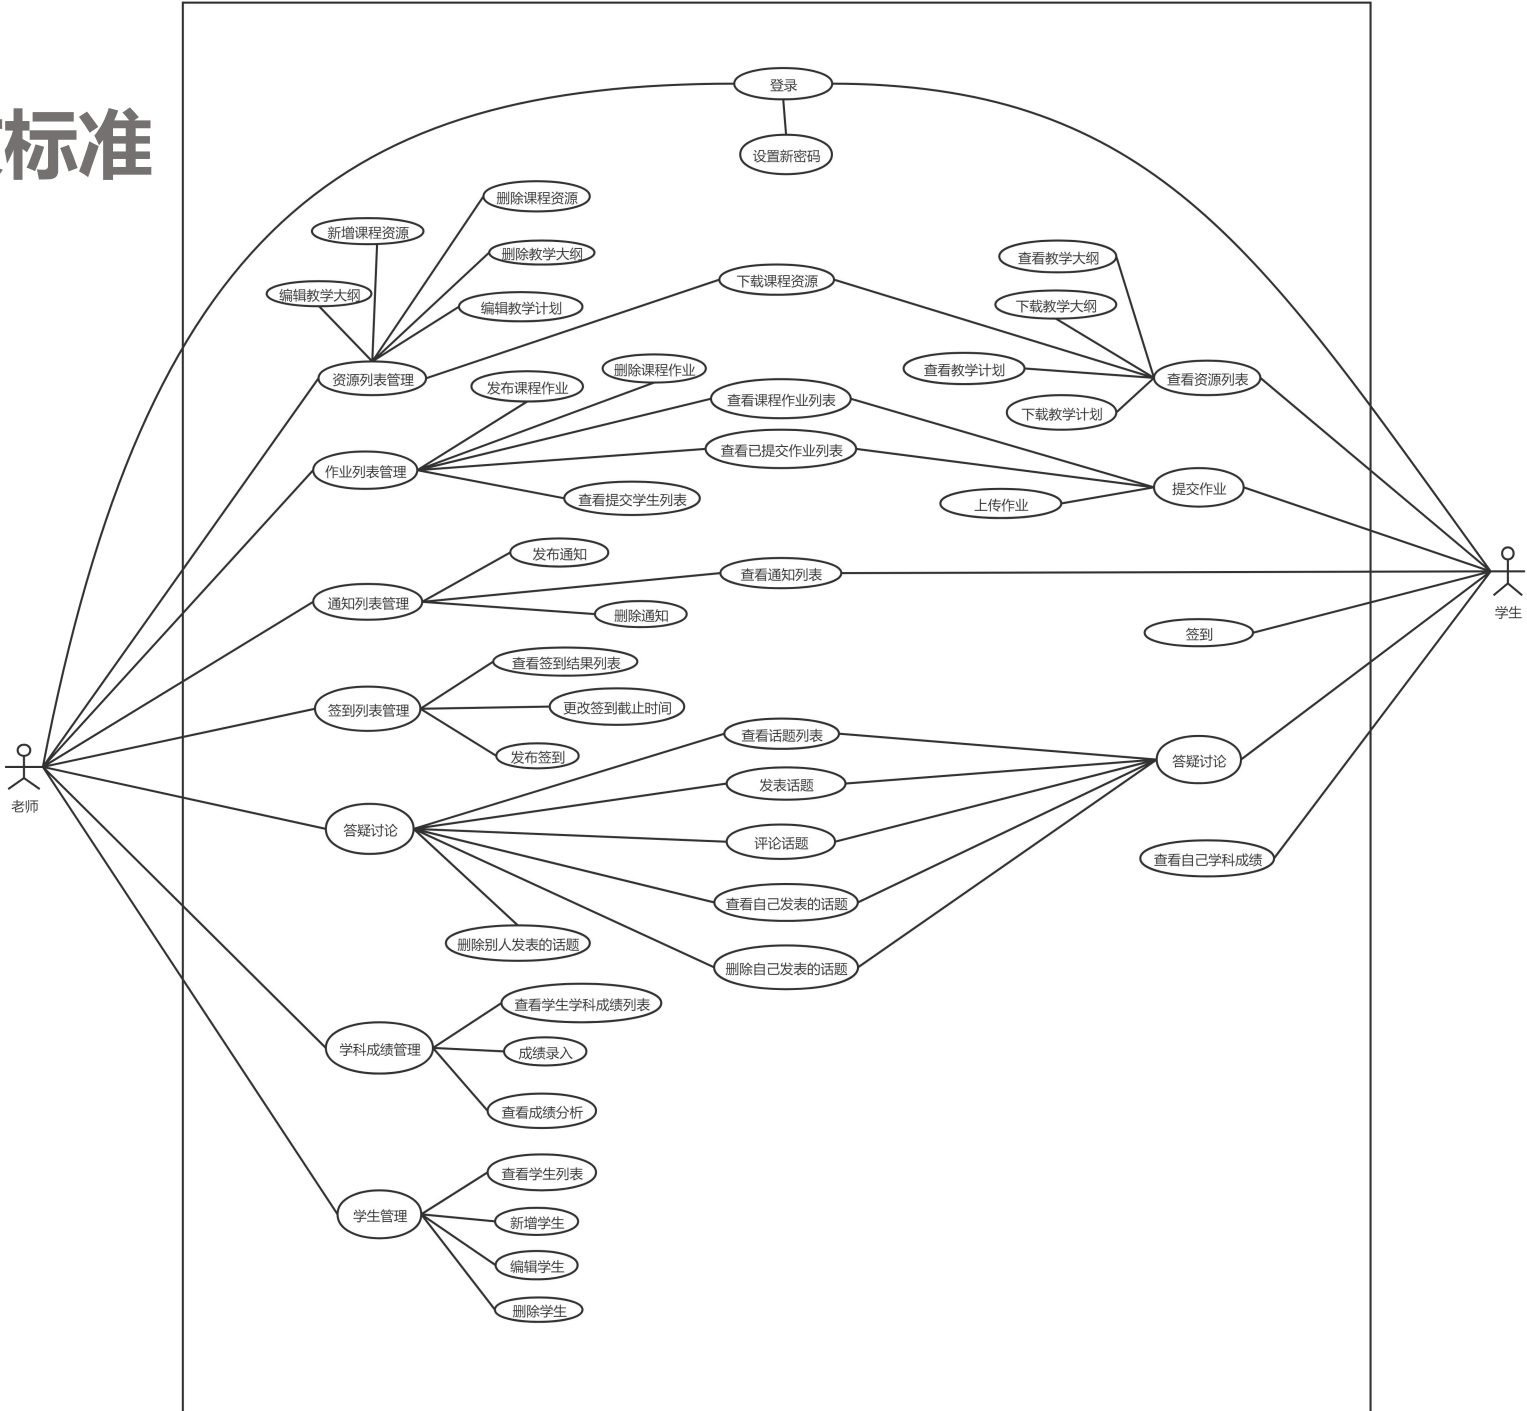 登录
标准
设置新密码
删除课程资源
新增课程资源
删除教学大纲
查看教学大纲
编辑教学大纲
下载课程资源
编辑教学计划
下载教学大纲
资源列表管理
发布课程作业
删除课程作业
查看教学计划
查看资源列表
查看课程作业列表
下载教学计划
作业列表管理
查看已提交作业列表
提交作业
查看提交学生列表
上传作业
发布通知
查看通知列表
通知列表管理
删除通知
学生
签到
查看签到结果列表
签到列表管理
更改签到截止时间
查看话题列表
发布签到
答疑讨论
发表话题
老师
答疑讨论
评论话题
查看自己学科成绩
查看自己发表的话题
删除别人发表的话题
删除自己发表的话题
查看学生学科成绩列表
学科成绩管理
成绩录入
查看成绩分析
查看学生列表
学生管理
新增学生
编辑学生
删除学生